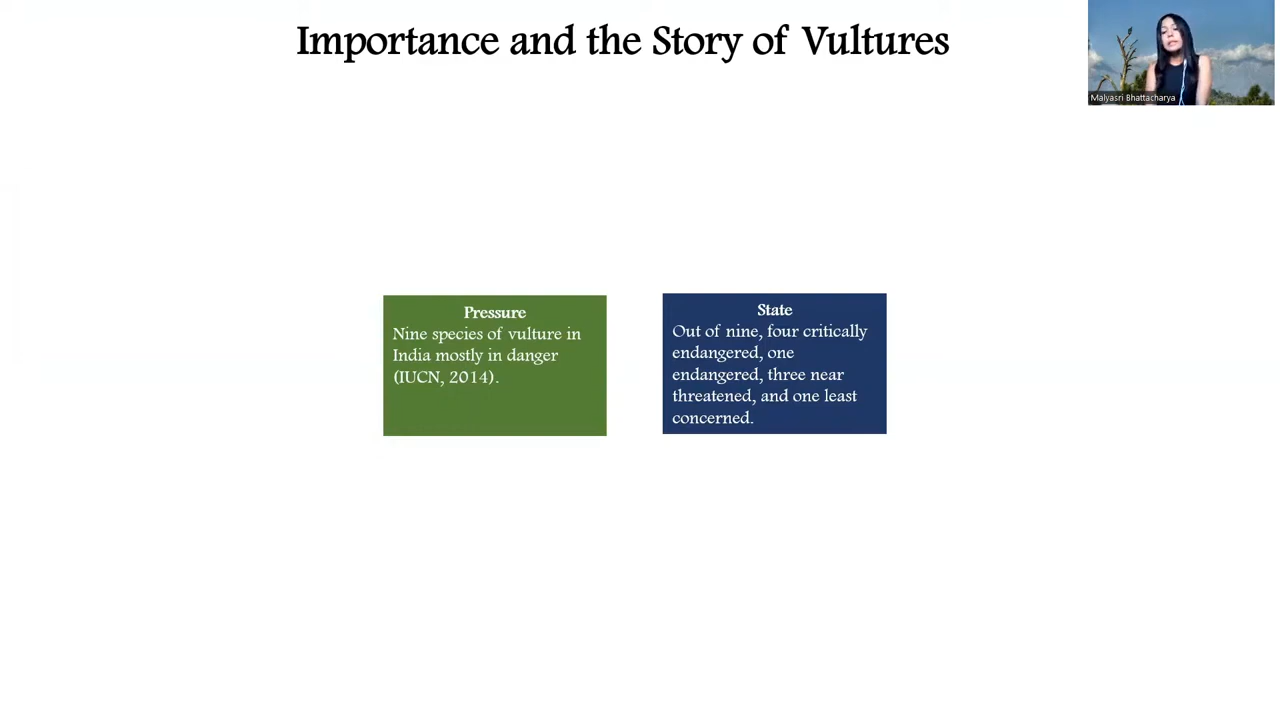 Importance and the Story of Vultures
Malyasri Bhattacharya
Pressure
Nine species of vulture in
India mostly in danger
(IUCN, 2014).
State
Out of nine, four critically
endangered, one
endangered, three near
threatened, and one least
concerned.